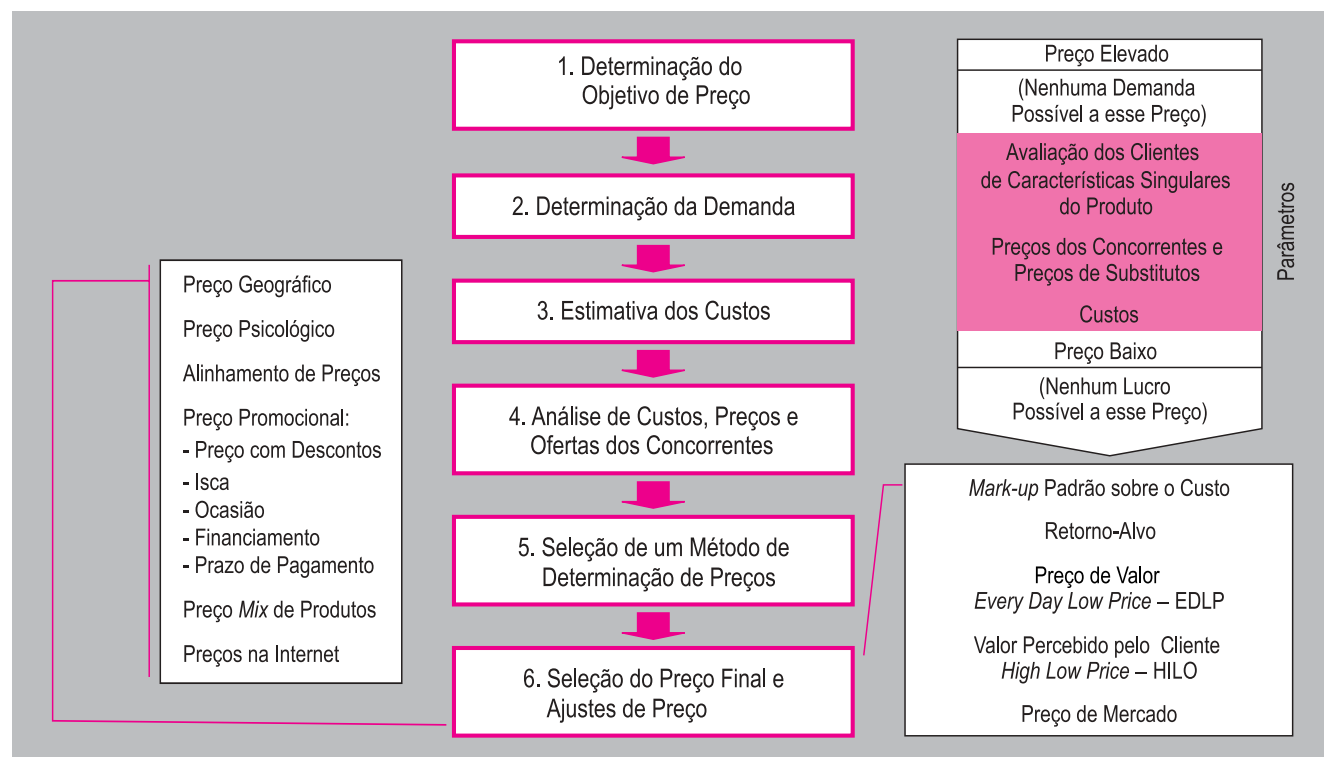 1. Determinação do
Objetivo de Preço
2. Determinação da Demanda
3. Estimativa dos Custos
4. Análise de Custos, Preços e
Ofertas dos Concorrentes
5. Seleção de um Método de
Determinação de Preços
6. Seleção do Preço Final e
Ajustes de Preço
Preço Geográfico
Preço Psicológico
Alinhamento de Preços
Preço Promocional:
- Preço com Descontos
- Isca
- Ocasião
- Financiamento
- Prazo de Pagamento
Preço Mix de Produtos
Preços na Internet
Preço Elevado
(Nenhuma Demanda
Possível a esse Preço)
Avaliação dos Clientes
de Características Singulares
do Produto
Preços dos Concorrentes e
Preços de Substitutos
Custos
Preço Baixo
(Nenhum Lucro
Possível a esse Preço)
Parâmetros
Mark-up Padrão sobre o Custo
Retorno-Alvo
Preço de Valor
Every Day Low Price – EDLP
Valor Percebido pelo Cliente
High Low Price – HILO
Preço de Mercado